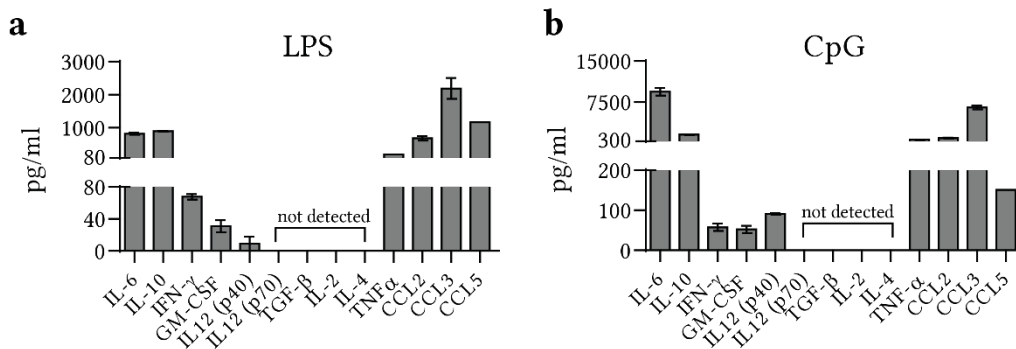 a
LPS
pg/ml
3000
2000
1000
80
80
40
0
not detected
IL-6
IL-10
IFN-γ
GM-CSF
IL12 (p40)
IL12 (p70)
TGF-β
IL-2
IL-4
TNFα
CCL2
CCL3
CCL5
b
CpG
pg/ml
15000
7500
300
200
100
0
not detected
IL-6
IL-10
IFN-γ
GM-CSF
IL12 (p40)
IL12 (p70)
TGF-β
IL-2
IL-4
TNF-α
CCL2
CCL3
CCL5